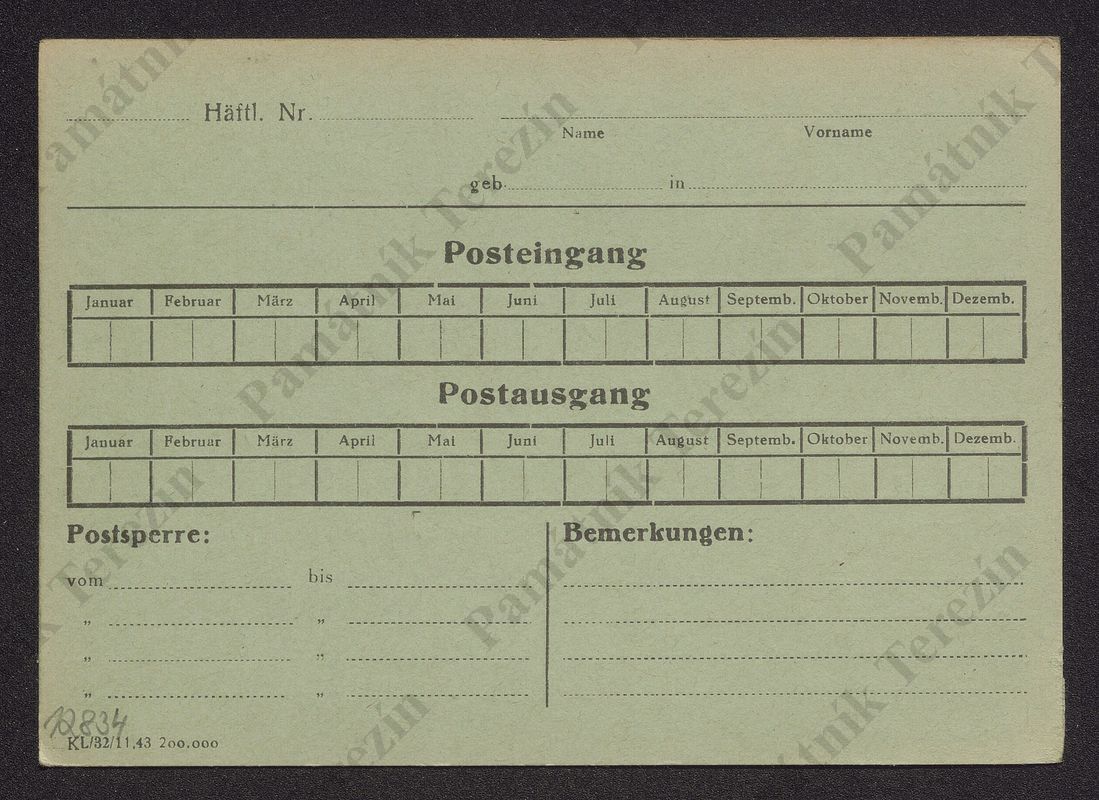 Häftl. Nr.
Name Vorname
geb. in
Posteingang
Januar Februar März April Mai Juni Juli August Septemb. Oktober Novemb. Dezemb.
Postausgang
Januar Februar März April Mai Juni Juli August Septemb. Oktober Novemb. Dezemb.
Postsperre: Bemerkungen:
vom bis
„ „
„ „
„ „
12834
KL/32/11.43 200.000
Památník Terezín